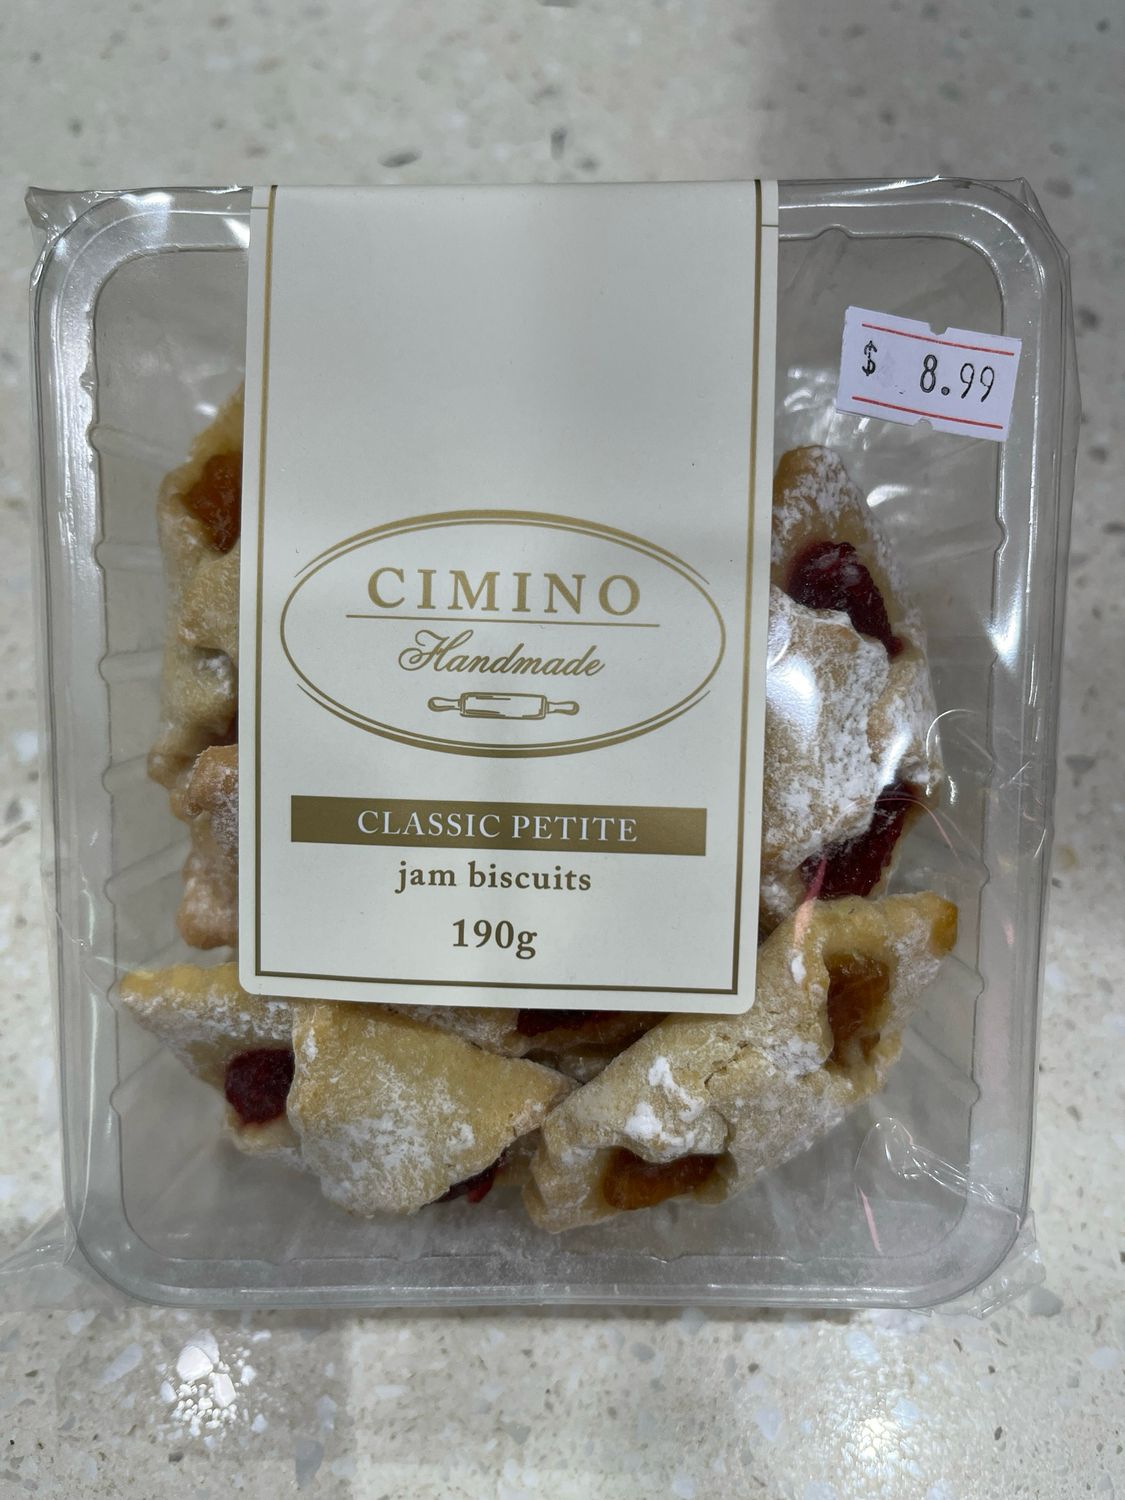 $ 8.99
CIMINO
Handmade
CLASSIC PETITE
jam biscuits
190g